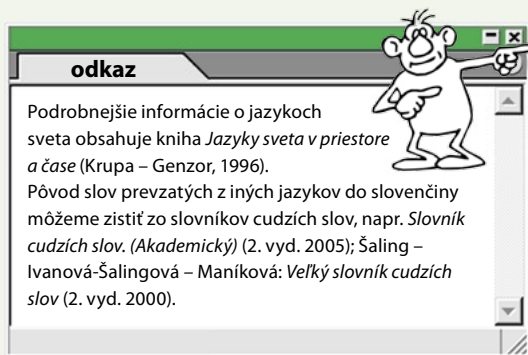 odkaz
Podrobnejšie informácie o jazykoch
sveta obsahuje kniha Jazyky sveta v priestore
a čase (Krupa – Genzor, 1996).
Pôvod slov prevzatých z iných jazykov do slovenčiny
môžeme zistiť zo slovníkov cudzích slov, napr. Slovník
cudzích slov. (Akademický) (2. vyd. 2005); Šaling –
Ivanová-Šalingová – Maníková: Veľký slovník cudzích
slov (2. vyd. 2000).